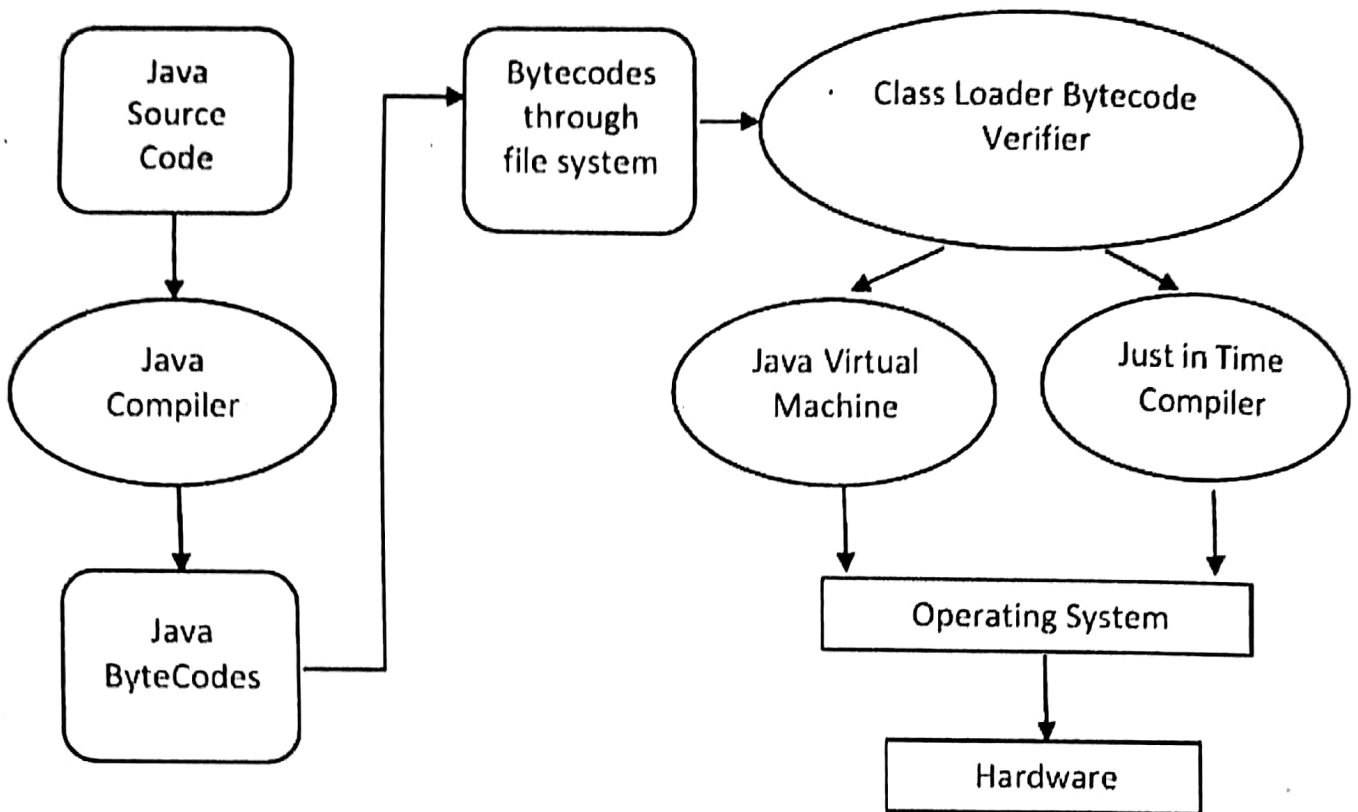 Java
Source
Code
Java
Compiler
Java
ByteCodes
Bytecodes
through
file system
Class Loader Bytecode
Verifier
Java Virtual
Machine
Just in Time
Compiler
Operating System
Hardware